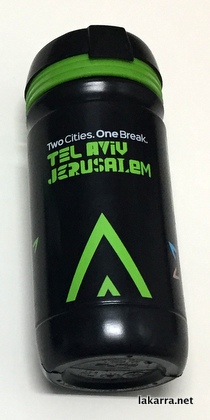 Two Cities. One Break.
TEL AVIV
JERUSALEM
lakarra.net